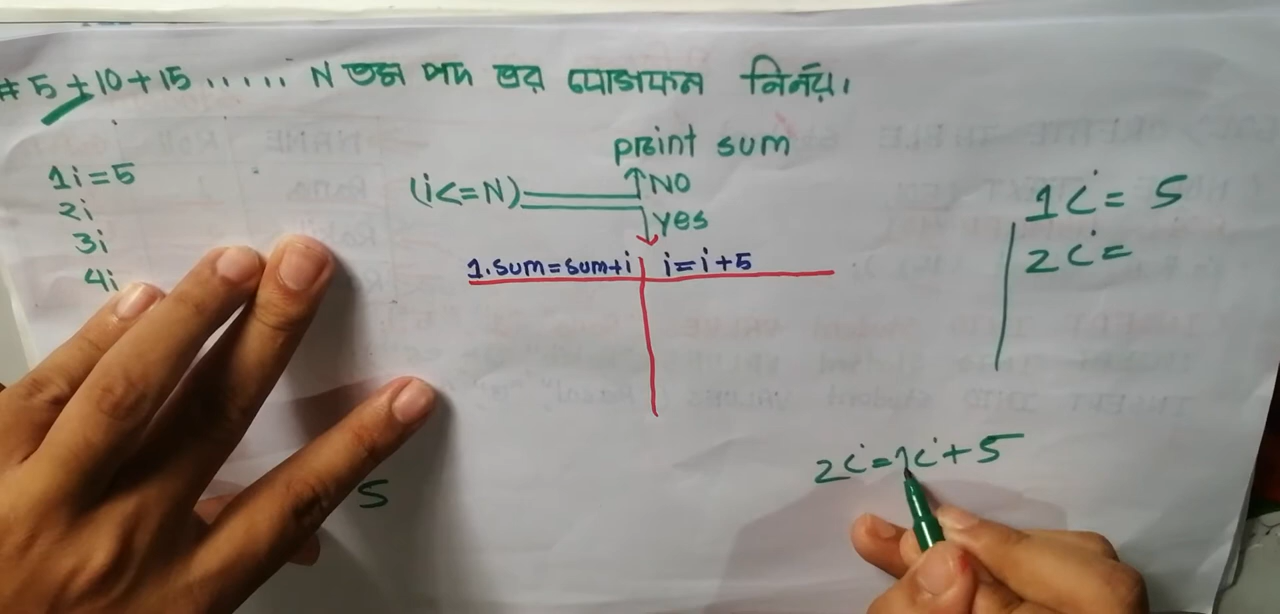 # 5 + 10 + 15 ...... N তম পদ এর যোগফল নির্নয়।
print sum
1i = 5
(i<=N)
NO
1i = 5
2i
Yes
3i
2i =
1. sum = sum + i
i = i + 5
4i
2i = 1i + 5
5